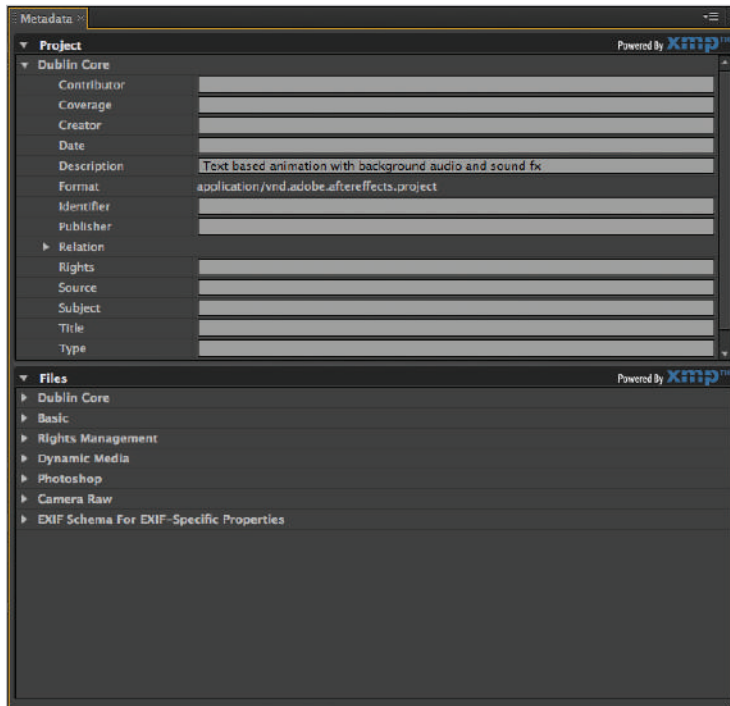 Metadata
Project Powered By xmp™
Dublin Core
Contributor
Coverage
Creator
Date
Description Text based animation with background audio and sound fx
Format application/vnd.adobe.aftereffects.project
Identifier
Publisher
Relation
Rights
Source
Subject
Title
Type
Files Powered By xmp™
Dublin Core
Basic
Rights Management
Dynamic Media
Photoshop
Camera Raw
EXIF Schema For EXIF-Specific Properties